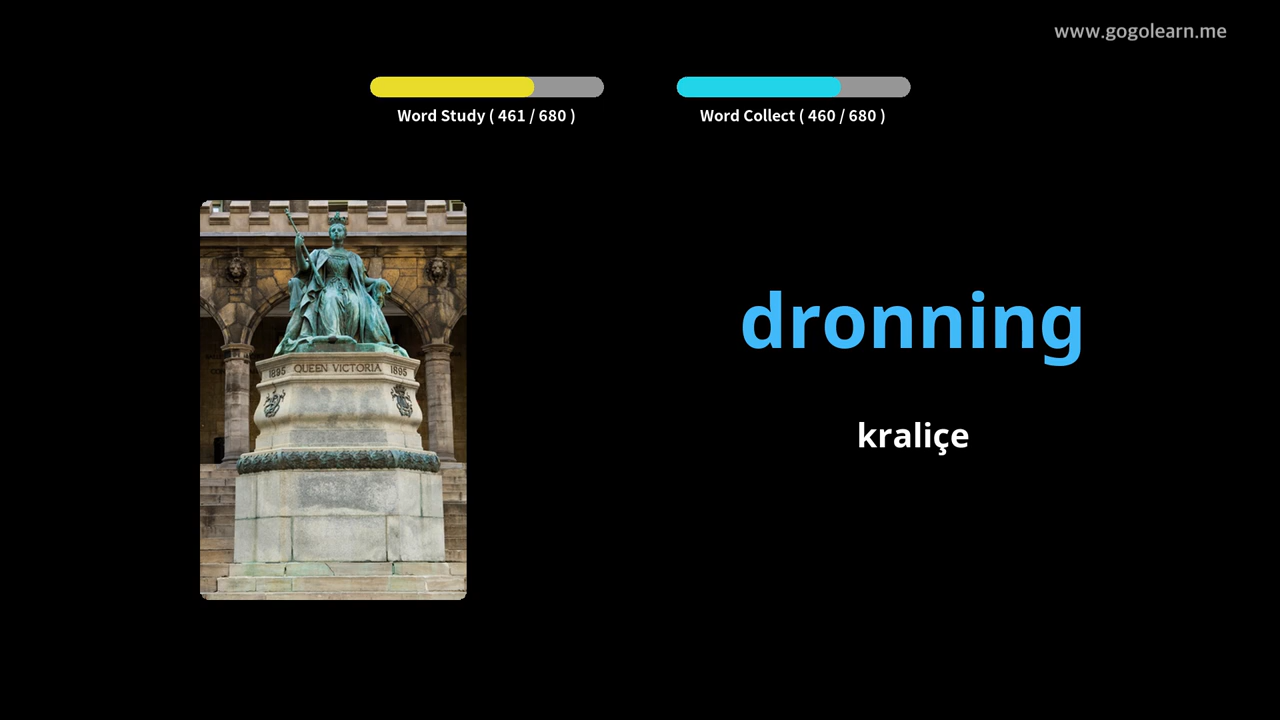 www.gogolearn.me
Word Study ( 461 / 680 )
Word Collect ( 460 / 680 )
1895 QUEEN VICTORIA 1895
dronning
kraliçe